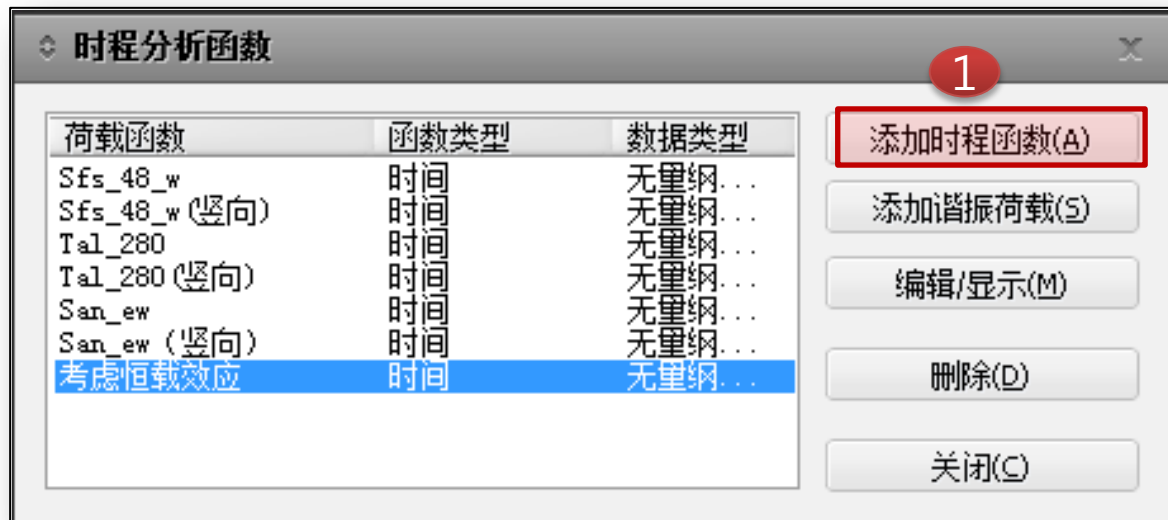 时程分析函数
1
荷载函数 函数类型 数据类型
Sfs_48_w 时间 无量纲...
Sfs_48_w(竖向) 时间 无量纲...
Tal_280 时间 无量纲...
Tal_280(竖向) 时间 无量纲...
San_ew 时间 无量纲...
San_ew (竖向) 时间 无量纲...
考虑恒载效应 时间 无量纲...
添加时程函数(A)
添加谐振荷载(S)
编辑/显示(M)
删除(D)
关闭(C)